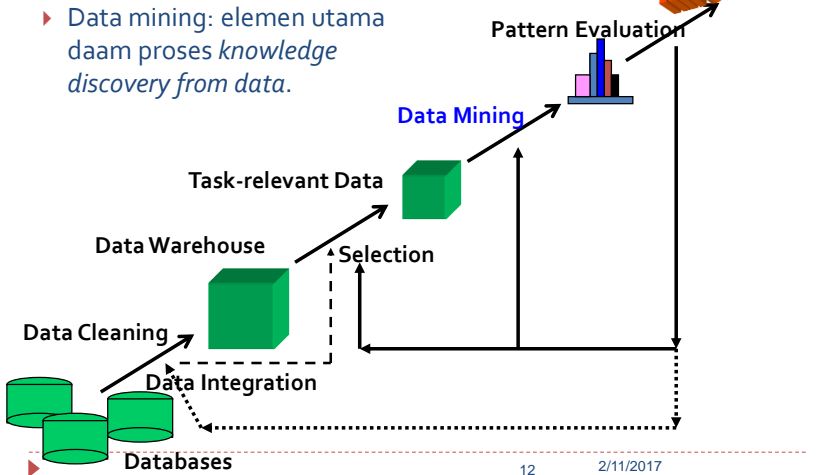 Data mining: elemen utama
daam proses knowledge
discovery from data.
Pattern Evaluation
Data Mining
Task-relevant Data
Data Warehouse
Selection
Data Cleaning
Data Integration
Databases
12
2/11/2017